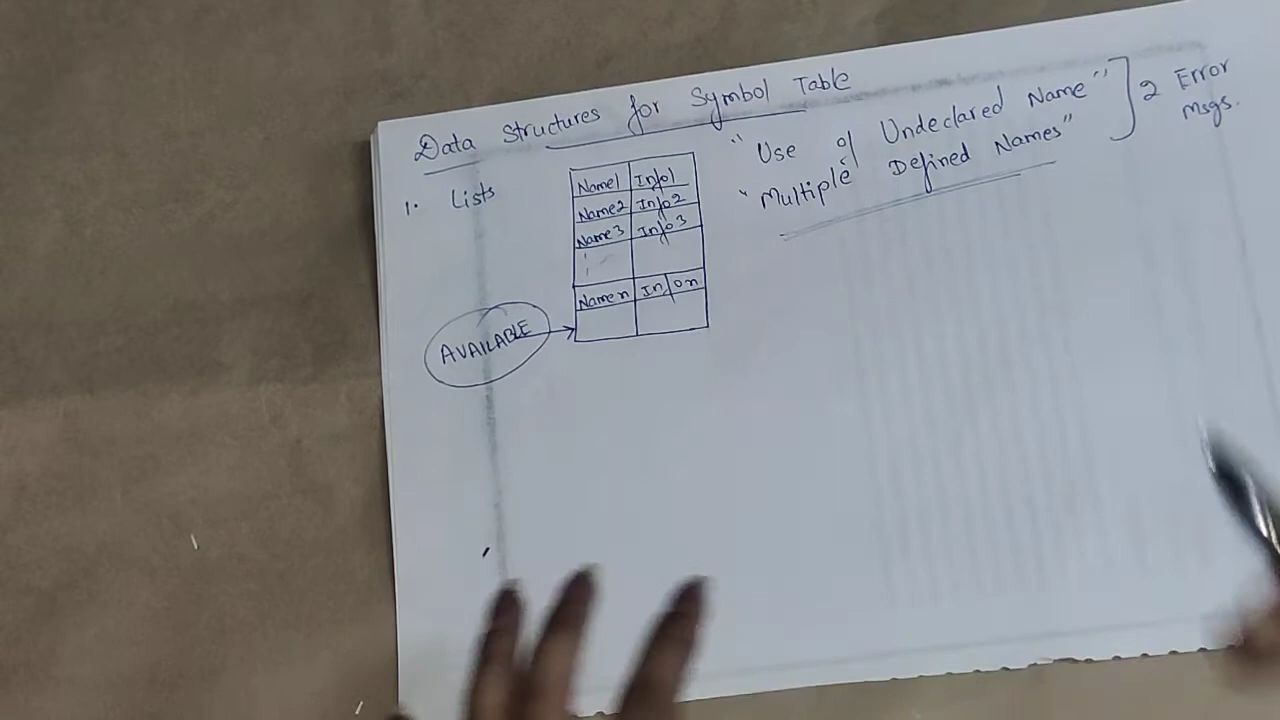 Data Structures for Symbol Table
1. Lists
Name1 Info1
Name2 Info2
Name3 Info3
Name n Info n
AVAILABLE
"Use of Undeclared Name"
"Multiple Defined Names"
2 Error
Msgs.